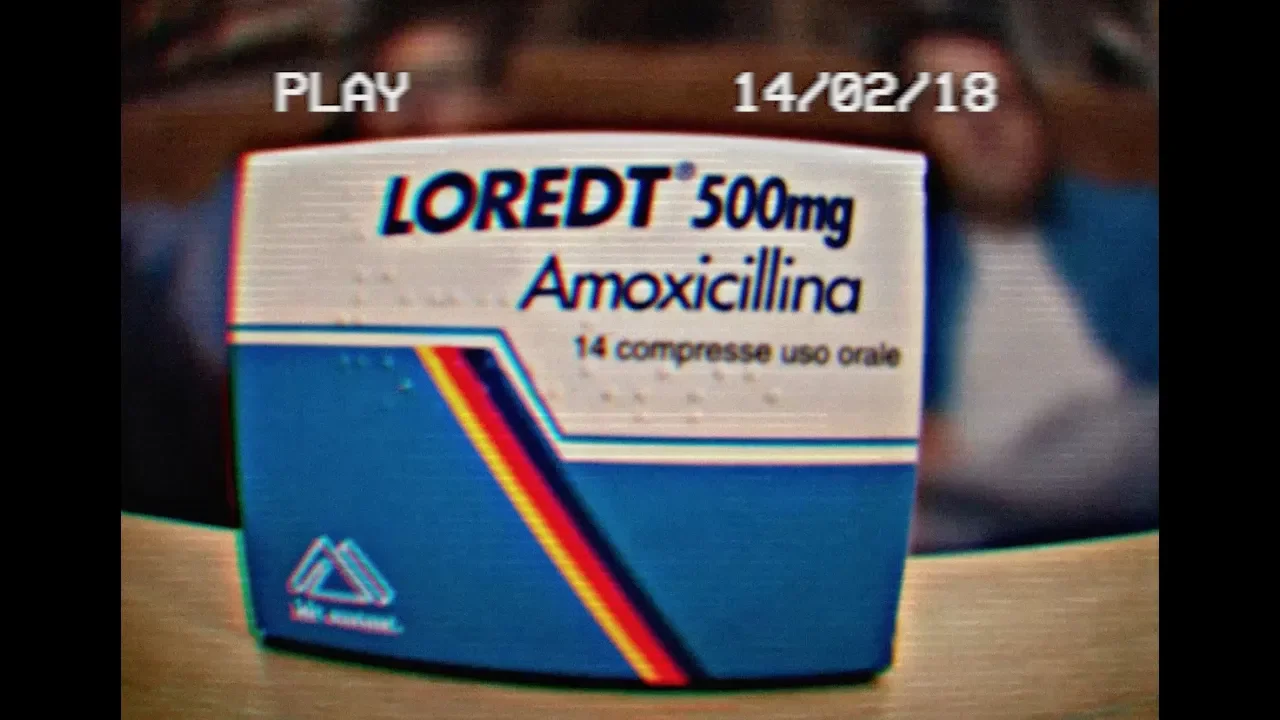 PLAY
14/02/18
LOREDT® 500mg
Amoxicillina
14 compresse uso orale